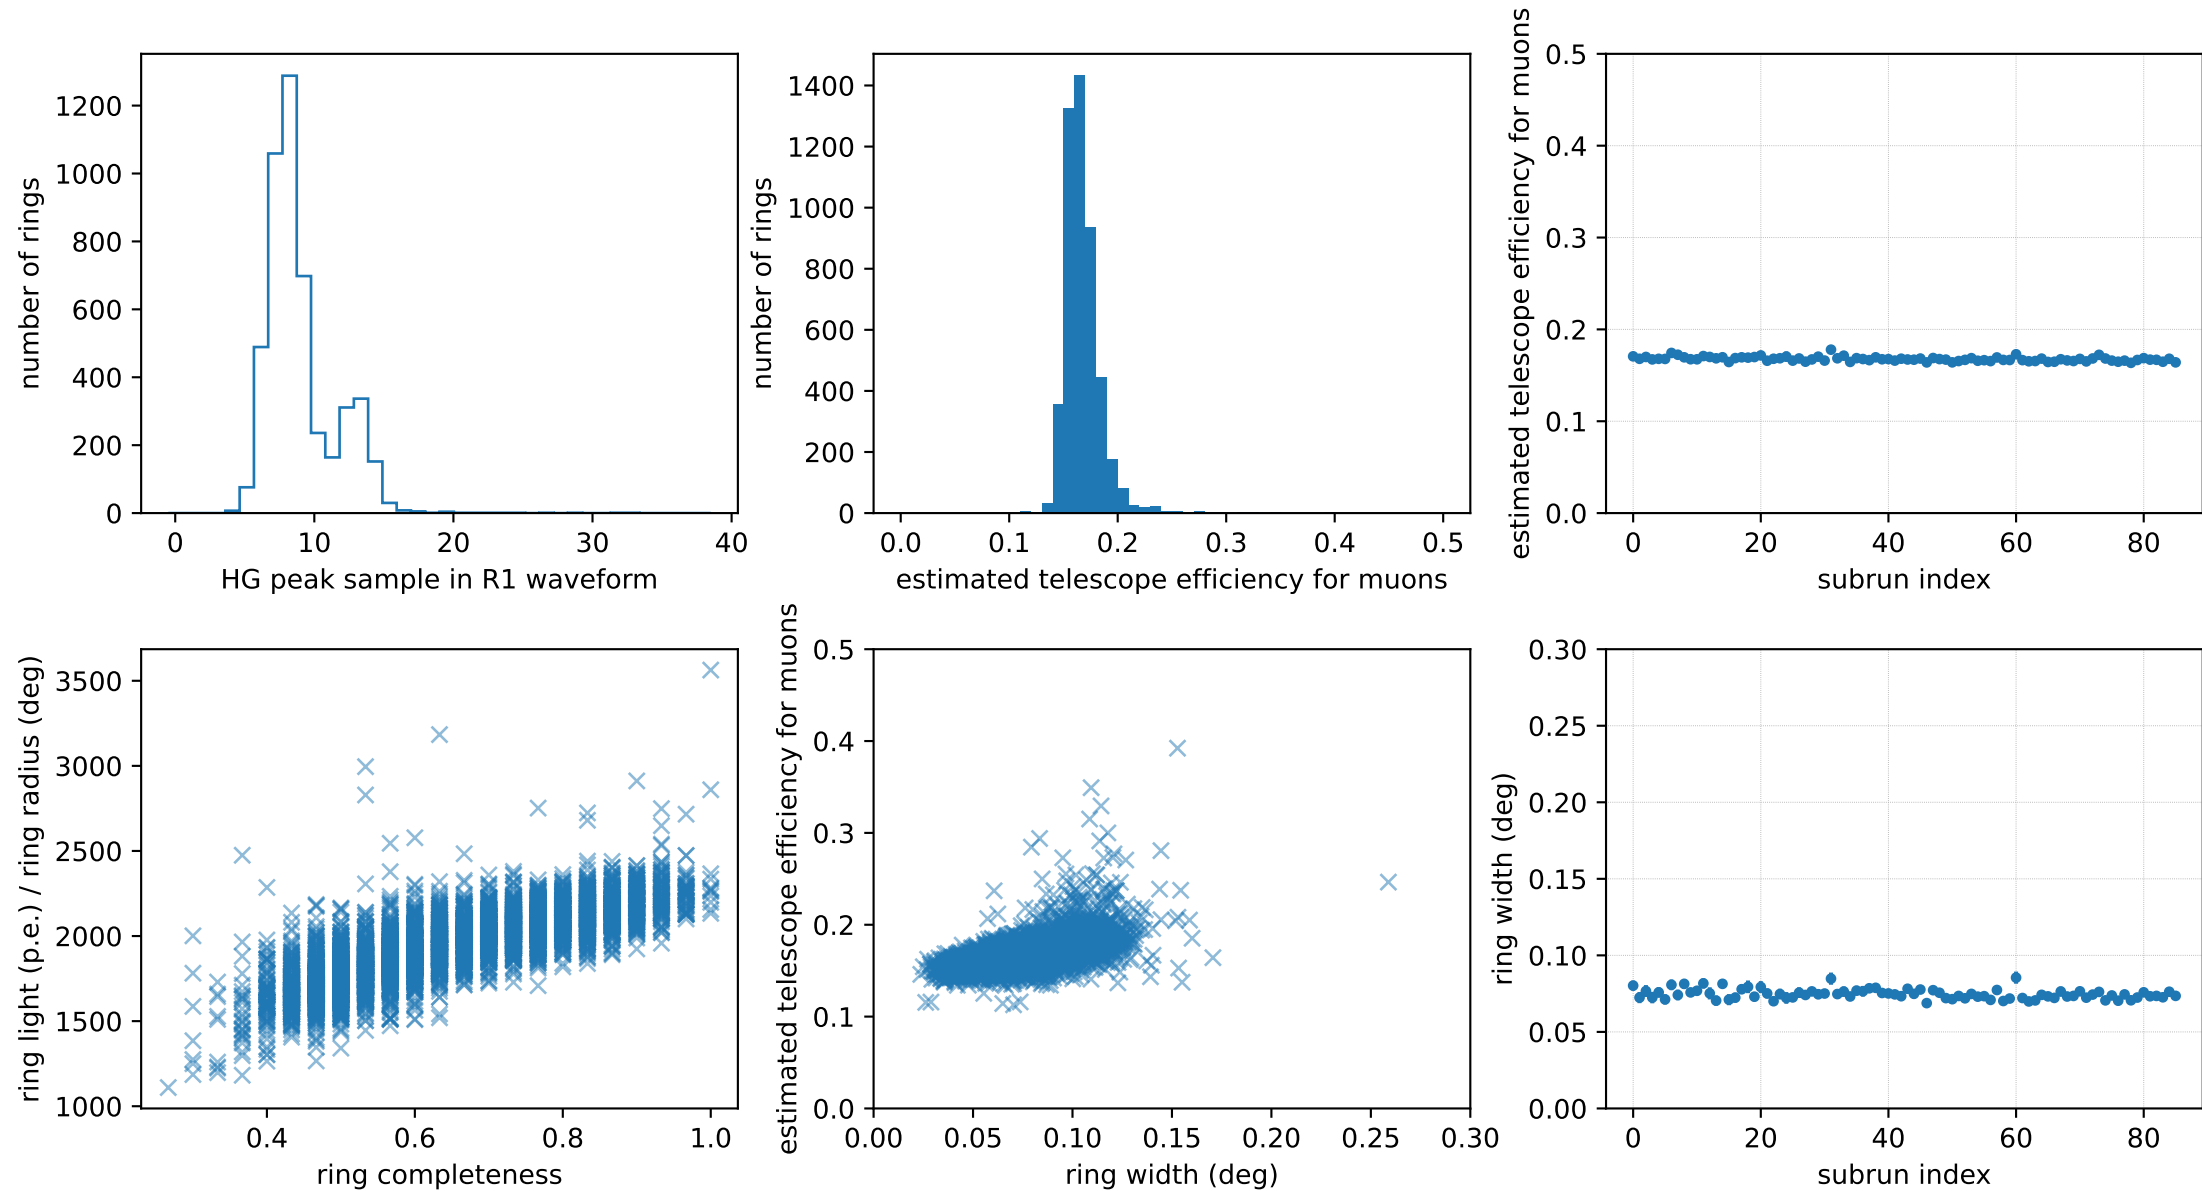 number of rings
1200
1000
800
600
400
200
0
0 10 20 30 40
HG peak sample in R1 waveform
number of rings
1400
1200
1000
800
600
400
200
0
0.0 0.1 0.2 0.3 0.4 0.5
estimated telescope efficiency for muons
estimated telescope efficiency for muons
0.5
0.4
0.3
0.2
0.1
0.0
0 20 40 60 80
subrun index
ring light (p.e.) / ring radius (deg)
3500
3000
2500
2000
1500
1000
0.4 0.6 0.8 1.0
ring completeness
estimated telescope efficiency for muons
0.5
0.4
0.3
0.2
0.1
0.0
0.00 0.05 0.10 0.15 0.20 0.25 0.30
ring width (deg)
ring width (deg)
0.30
0.25
0.20
0.15
0.10
0.05
0.00
0 20 40 60 80
subrun index